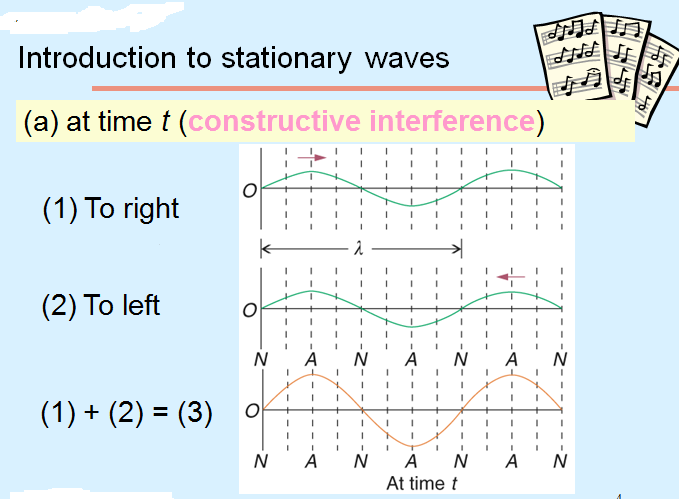 Introduction to stationary waves
(a) at time t (constructive interference)
(1) To right
O
λ
(2) To left
O
N A N A N A N
(1) + (2) = (3)
O
N A N A N A N
At time t